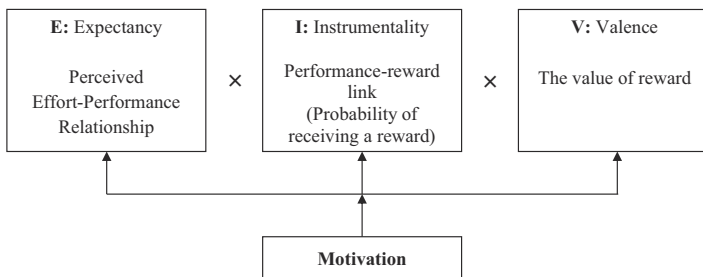 E: Expectancy
Perceived
Effort-Performance
Relationship
×
I: Instrumentality
Performance-reward
link
(Probability of
receiving a reward)
×
V: Valence
The value of reward
Motivation